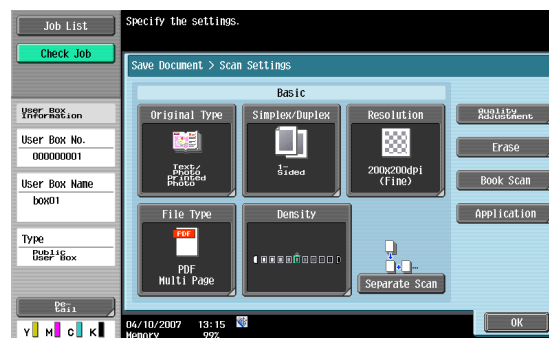 Job List
Specify the settings.
Check Job
Save Document > Scan Settings
Basic
User Box
Information
Original Type
Simplex/Duplex
Resolution
Quality
Adjustment
User Box No.
000000001
Text/
Photo
Printed
Photo
1-
Sided
200x200dpi
(Fine)
Erase
User Box Name
box01
Book Scan
File Type
Density
Application
Type
Public
User Box
PDF
PDF
Multi Page
Separate Scan
De-
tail
OK
Y M C K
04/10/2007 13:15
Memory 99%